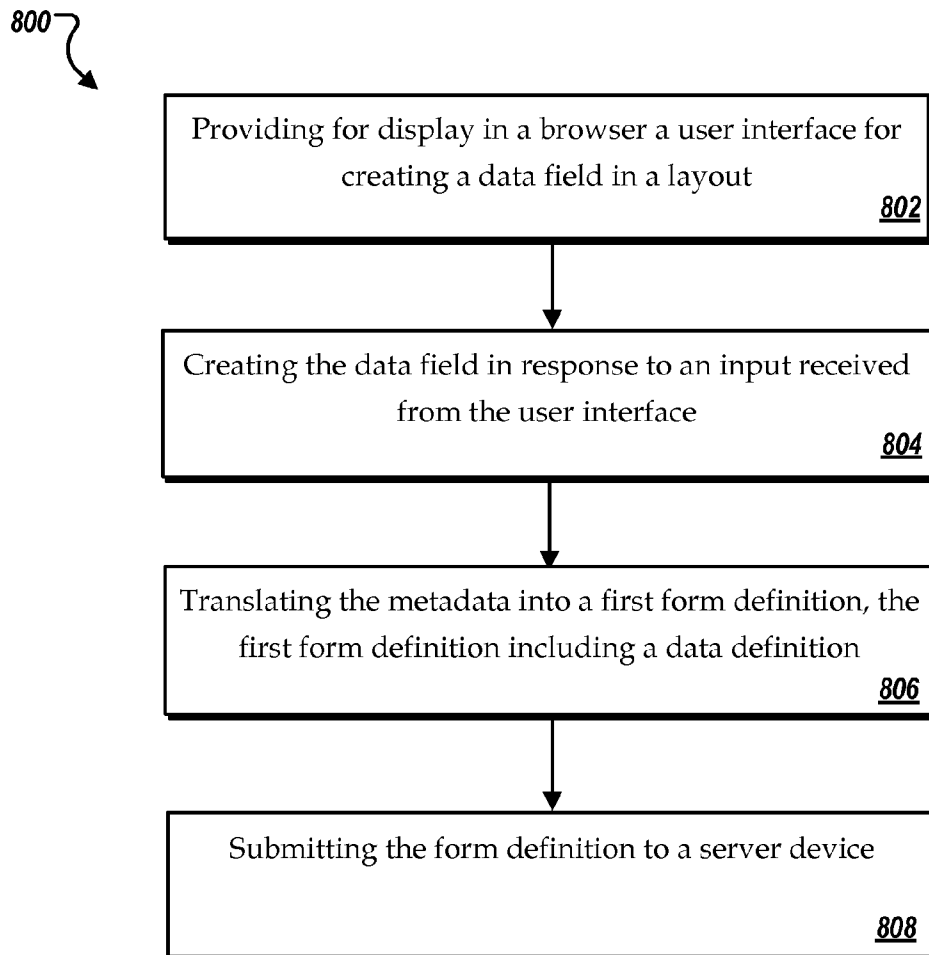 800
Providing for display in a browser a user interface for
creating a data field in a layout
802
Creating the data field in response to an input received
from the user interface
804
Translating the metadata into a first form definition, the
first form definition including a data definition
806
Submitting the form definition to a server device
808